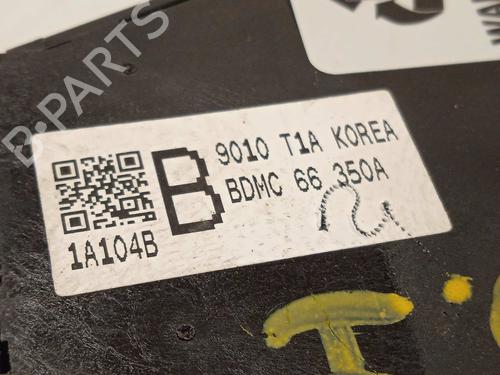 B-PARTS
9010 T1A KOREA
B
BDMC 66 350A
1A104B